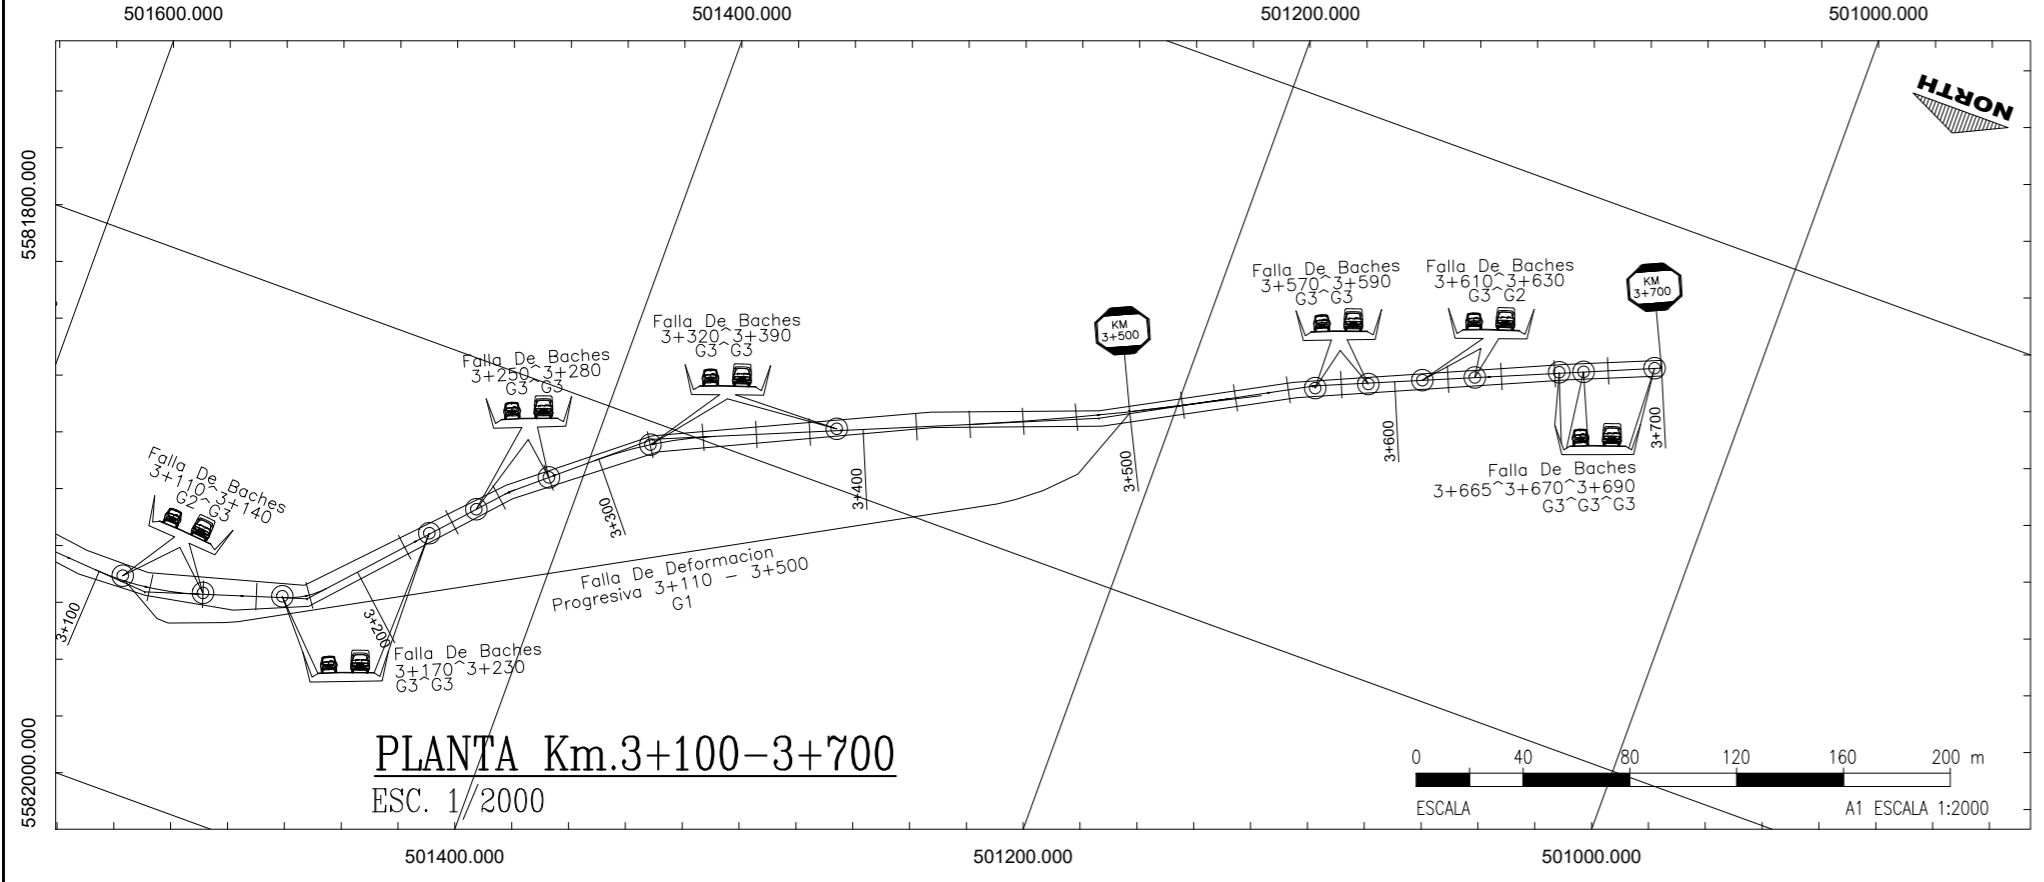 501600.000
501400.000
501200.000
501000.000
NORTH
5581800.000
5582000.000
Falla De Baches
3+110^3+140
G2^G3
Falla De Baches
3+250^3+280
G3^G3
Falla De Baches
3+320^3+390
G3^G3
KM
3+500
Falla De Baches
3+570^3+590
G3^G3
Falla De Baches
3+610^3+630
G3^G2
KM
3+700
3+100
3+200
3+300
3+400
3+500
3+600
3+700
Falla De Baches
3+170^3+230
G3^G3
Falla De Deformacion
Progresiva 3+110 - 3+500
G1
Falla De Baches
3+665^3+670^3+690
G3^G3^G3
PLANTA Km.3+100-3+700
ESC. 1/2000
0 40 80 120 160 200 m
ESCALA A1 ESCALA 1:2000
501400.000
501200.000
501000.000